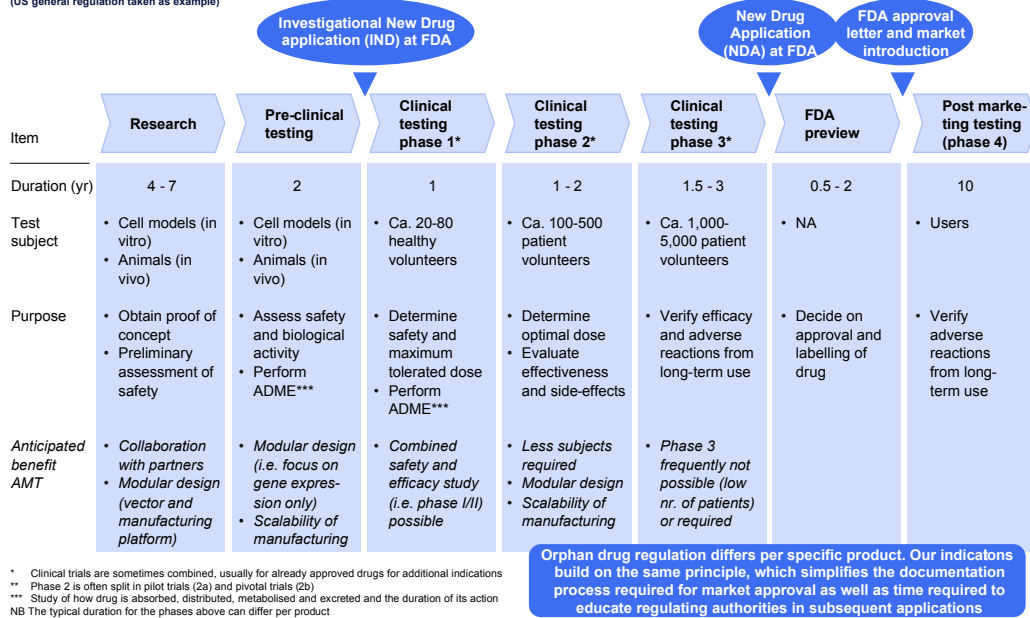 (US general regulation taken as example)
Investigational New Drug
application (IND) at FDA
New Drug
Application
(NDA) at FDA
FDA approval
letter and market
introduction
Item
Research
Pre-clinical
testing
Clinical
testing
phase 1*
Clinical
testing
phase 2*
Clinical
testing
phase 3*
FDA
preview
Post marke-
ting testing
(phase 4)
Duration (yr)
4 - 7
2
1
1 - 2
1.5 - 3
0.5 - 2
10
Test
subject
• Cell models (in
vitro)
• Animals (in
vivo)
• Cell models (in
vitro)
• Animals (in
vivo)
• Ca. 20-80
healthy
volunteers
• Ca. 100-500
patient
volunteers
• Ca. 1,000-
5,000 patient
volunteers
• NA
• Users
Purpose
• Obtain proof of
concept
• Preliminary
assessment of
safety
• Assess safety
and biological
activity
• Perform
ADME***
• Determine
safety and
maximum
tolerated dose
• Perform
ADME***
• Determine
optimal dose
• Evaluate
effectiveness
and side-effects
• Verify efficacy
and adverse
reactions from
long-term use
• Decide on
approval and
labelling of
drug
• Verify
adverse
reactions
from long-
term use
Anticipated
benefit
AMT
• Collaboration
with partners
• Modular design
(vector and
manufacturing
platform)
• Modular design
(i.e. focus on
gene expres-
sion only)
• Scalability of
manufacturing
• Combined
safety and
efficacy study
(i.e. phase I/II)
possible
• Less subjects
required
• Modular design
• Scalability of
manufacturing
• Phase 3
frequently not
possible (low
nr. of patients)
or required
* Clinical trials are sometimes combined, usually for already approved drugs for additional indications
** Phase 2 is often split in pilot trials (2a) and pivotal trials (2b)
*** Study of how drug is absorbed, distributed, metabolised and excreted and the duration of its action
NB The typical duration for the phases above can differ per product
Orphan drug regulation differs per specific product. Our indications
build on the same principle, which simplifies the documentation
process required for market approval as well as time required to
educate regulating authorities in subsequent applications